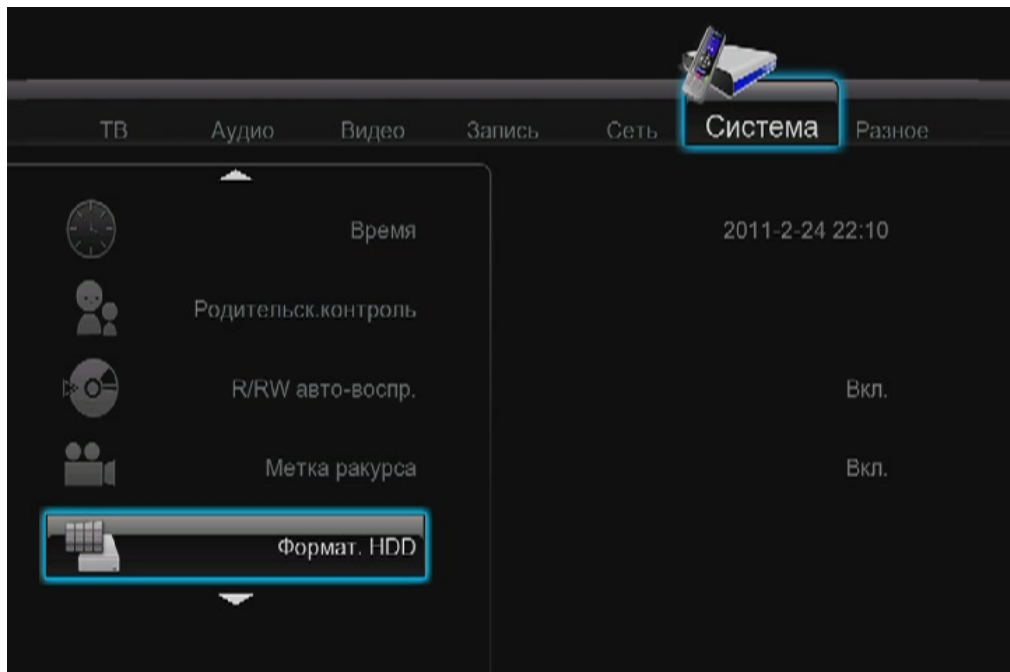 ТВ Аудио Видео Запись Сеть Система Разное
Время 2011-2-24 22:10
Родительск.контроль
R/RW авто-воспр. Вкл.
Метка ракурса Вкл.
Формат. HDD